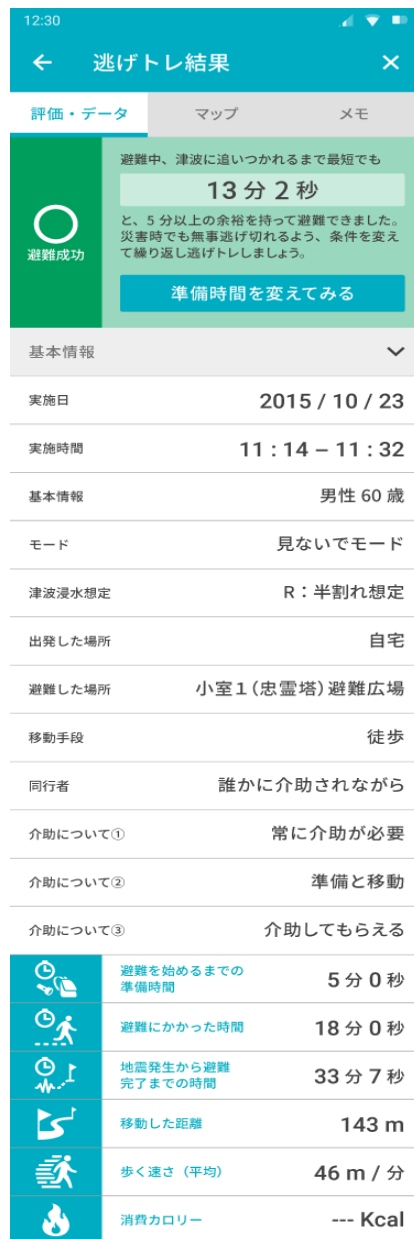 12:30
逃げトレ結果
評価・データ
マップ
メモ
避難中、津波に追いつかれるまで最短でも
13 分 2 秒
と、5 分以上の余裕を持って避難できました。
災害時でも無事逃げ切れるよう、条件を変え
て繰り返し逃げトレしましょう。
避難成功
準備時間を変えてみる
基本情報
実施日 2015 / 10 / 23
実施時間 11 : 14 – 11 : 32
基本情報 男性 60 歳
モード 見ないでモード
津波浸水想定 R：半割れ想定
出発した場所 自宅
避難した場所 小室1（忠霊塔）避難広場
移動手段 徒歩
同行者 誰かに介助されながら
介助について① 常に介助が必要
介助について② 準備と移動
介助について③ 介助してもらえる
避難を始めるまでの
準備時間
5 分 0 秒
避難にかかった時間 18 分 0 秒
地震発生から避難
完了までの時間
33 分 7 秒
移動した距離 143 m
歩く速さ（平均） 46 m / 分
消費カロリー --- Kcal